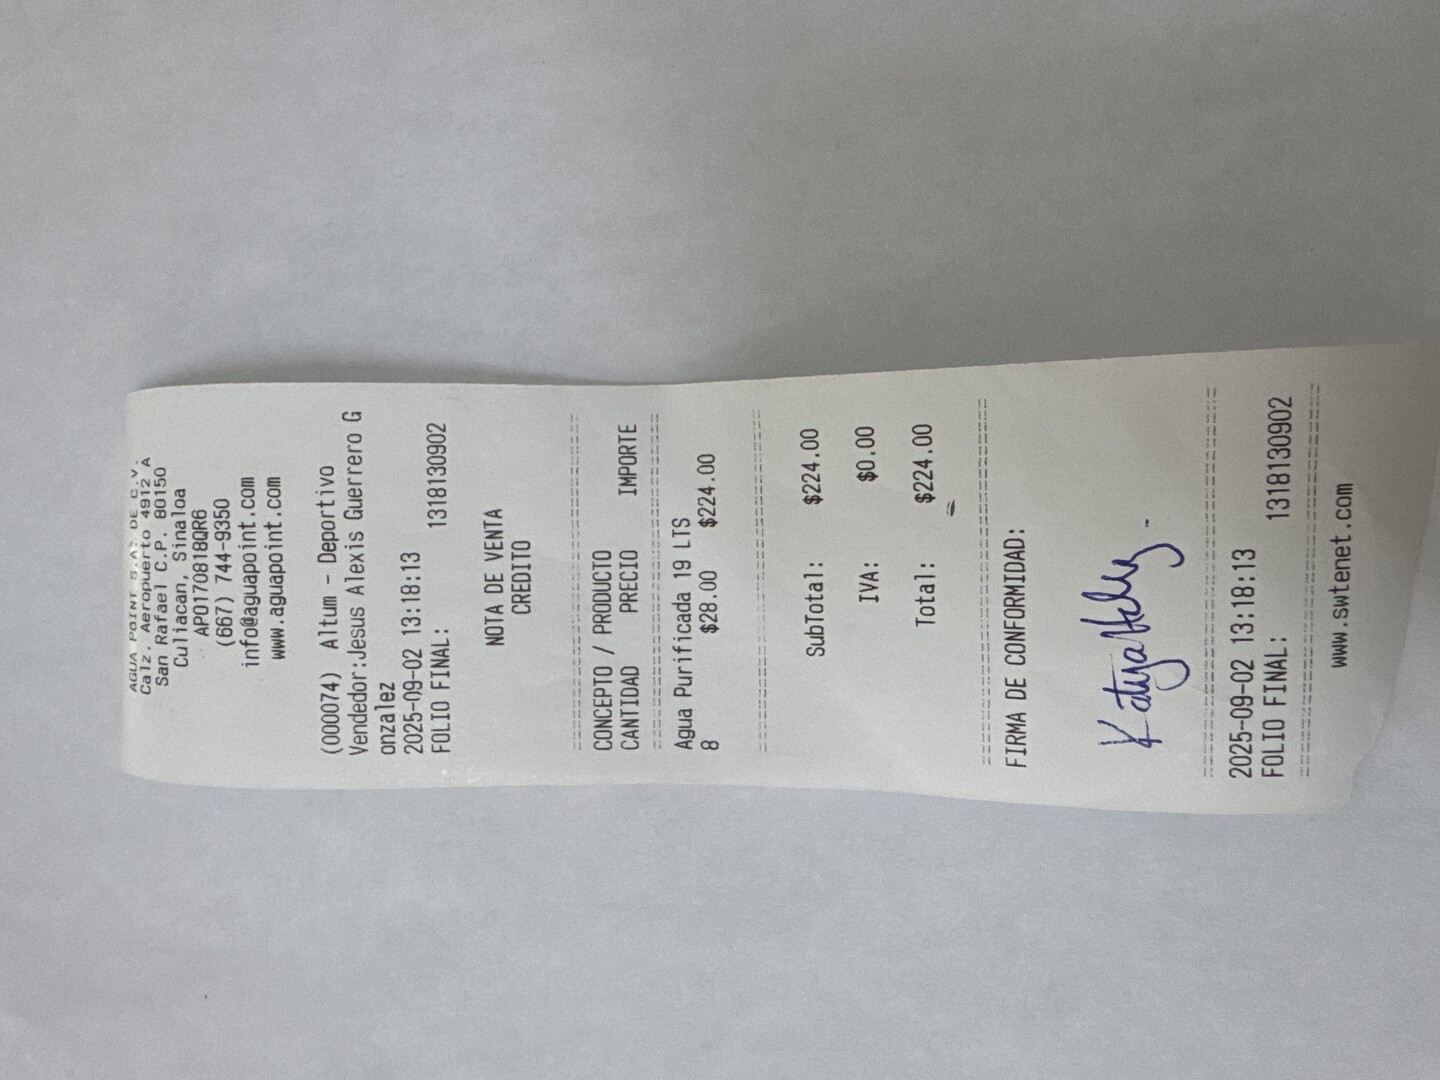 AGUA POINT S.A. DE C.V.
Calz. Aeropuerto 4912 A
San Rafael C.P. 80150
Culiacan, Sinaloa
APO170818QR6
(667) 744-9350
info@aguapoint.com
www.aguapoint.com
(000074) Altum - Deportivo
Vendedor:Jesus Alexis Guerrero G
onzalez
2025-09-02 13:18:13
FOLIO FINAL: 1318130902
NOTA DE VENTA
CREDITO
CONCEPTO / PRODUCTO
CANTIDAD PRECIO IMPORTE
Agua Purificada 19 LTS
8 $28.00 $224.00
SubTotal: $224.00
IVA: $0.00
Total: $224.00
FIRMA DE CONFORMIDAD:
Katya
2025-09-02 13:18:13
FOLIO FINAL: 1318130902
www.swtenet.com